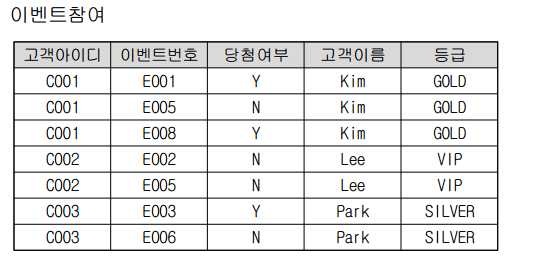 이벤트참여
고객아이디 이벤트번호 당첨여부 고객이름 등급
C001 E001 Y Kim GOLD
C001 E005 N Kim GOLD
C001 E008 Y Kim GOLD
C002 E002 N Lee VIP
C002 E005 N Lee VIP
C003 E003 Y Park SILVER
C003 E006 N Park SILVER